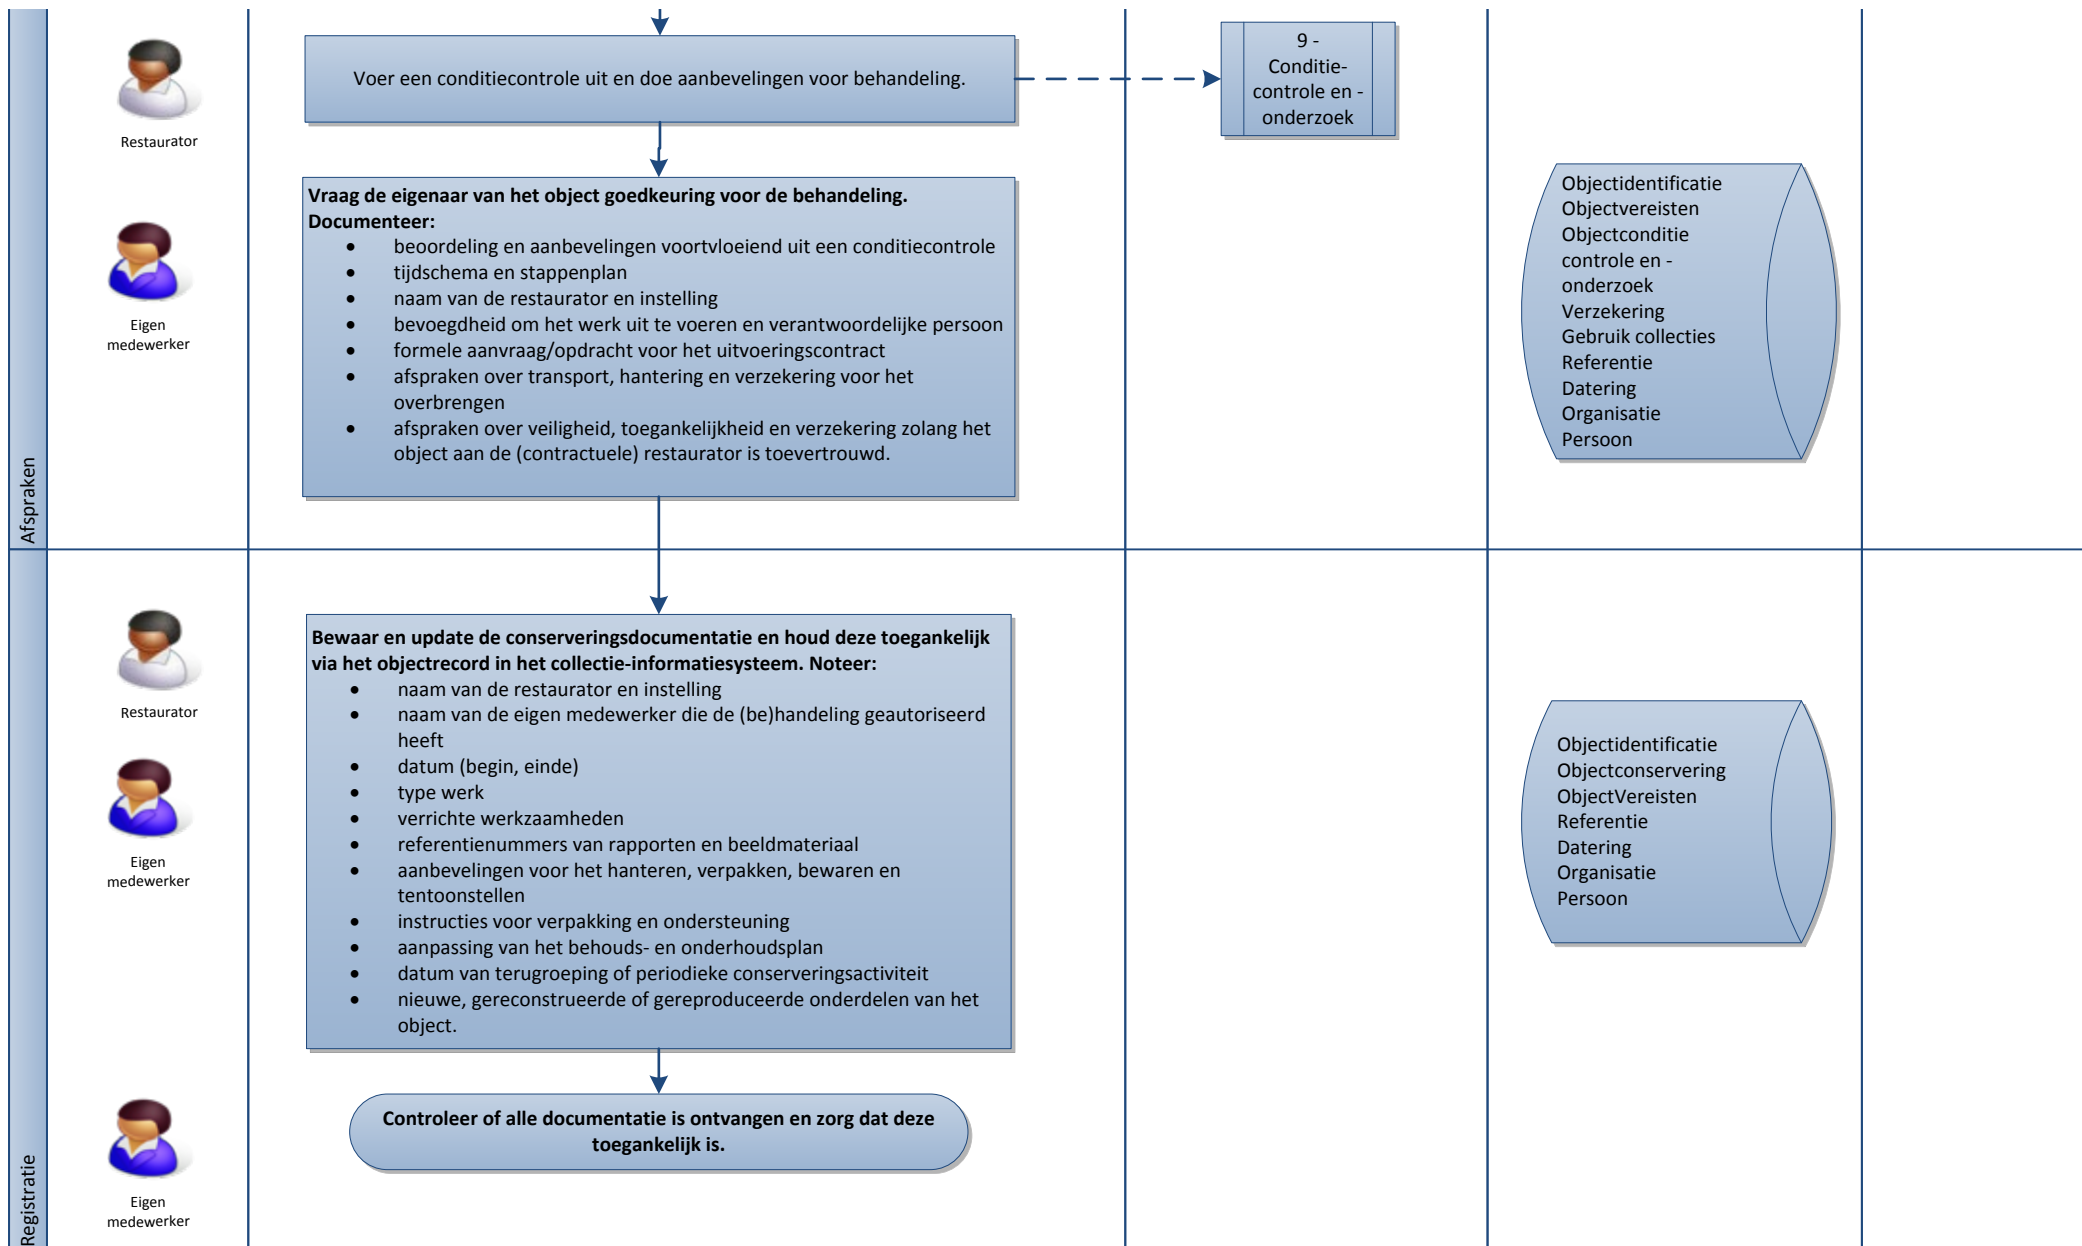 Afspraken
Restaurator
Voer een conditiecontrole uit en doe aanbevelingen voor behandeling.
9 -
Conditie-
controle en -
onderzoek
Eigen
medewerker
Vraag de eigenaar van het object goedkeuring voor de behandeling.
Documenteer:
• beoordeling en aanbevelingen voortvloeiend uit een conditiecontrole
• tijdschema en stappenplan
• naam van de restaurator en instelling
• bevoegdheid om het werk uit te voeren en verantwoordelijke persoon
• formele aanvraag/opdracht voor het uitvoeringscontract
• afspraken over transport, hantering en verzekering voor het
overbrengen
• afspraken over veiligheid, toegankelijkheid en verzekering zolang het
object aan de (contractuele) restaurator is toevertrouwd.
Objectidentificatie
Objectvereisten
Objectconditie
controle en -
onderzoek
Verzekering
Gebruik collecties
Referentie
Datering
Organisatie
Persoon
Registratie
Restaurator
Eigen
medewerker
Bewaar en update de conserveringsdocumentatie en houd deze toegankelijk
via het objectrecord in het collectie-informatiesysteem. Noteer:
• naam van de restaurator en instelling
• naam van de eigen medewerker die de (be)handeling geautoriseerd
heeft
• datum (begin, einde)
• type werk
• verrichte werkzaamheden
• referentienummers van rapporten en beeldmateriaal
• aanbevelingen voor het hanteren, verpakken, bewaren en
tentoonstellen
• instructies voor verpakking en ondersteuning
• aanpassing van het behouds- en onderhoudsplan
• datum van terugroeping of periodieke conserveringsactiviteit
• nieuwe, gereconstrueerde of gereproduceerde onderdelen van het
object.
Objectidentificatie
Objectconservering
ObjectVereisten
Referentie
Datering
Organisatie
Persoon
Eigen
medewerker
Controleer of alle documentatie is ontvangen en zorg dat deze
toegankelijk is.